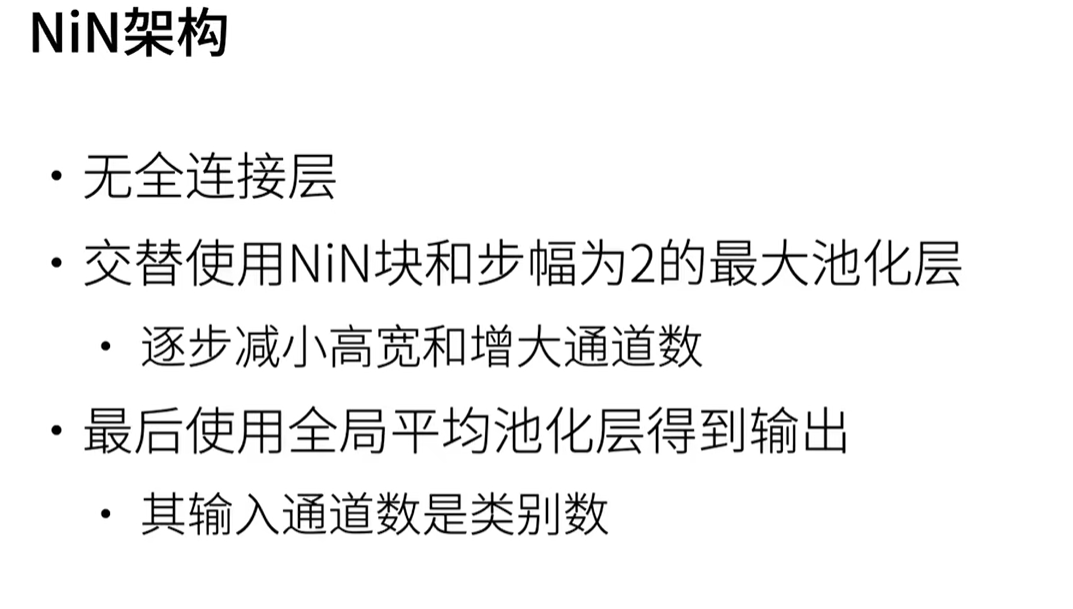 NiN架构
• 无全连接层
• 交替使用NiN块和步幅为2的最大池化层
• 逐步减小高宽和增大通道数
• 最后使用全局平均池化层得到输出
• 其输入通道数是类别数